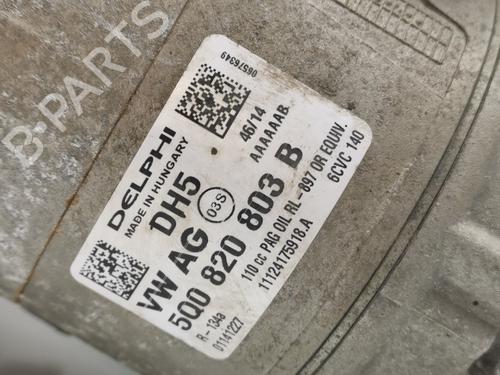 B-PARTS
06576349
46/14
AAAAAAB
DELPHI
MADE IN HUNGARY
DH5
VW AG
03S
5Q0 820 803 B
110 cc PAG OIL RL-897 OR EQUIV.
6CVC 140
11124175918.A
R-134a
01141227